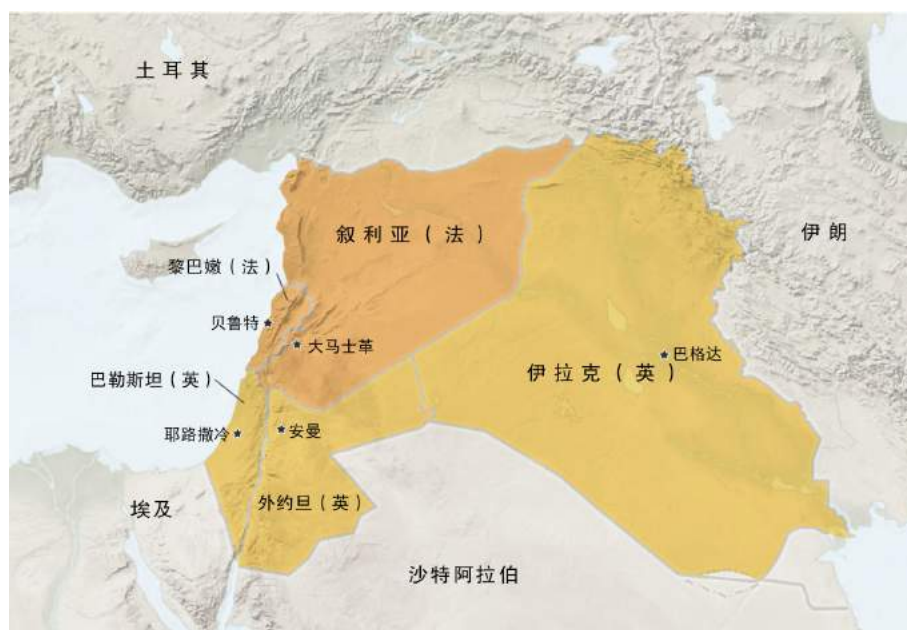 土耳其
叙利亚(法)
伊朗
黎巴嫩(法)
贝鲁特
大马士革
巴格达
伊拉克(英)
巴勒斯坦(英)
耶路撒冷
安曼
外约旦(英)
埃及
沙特阿拉伯